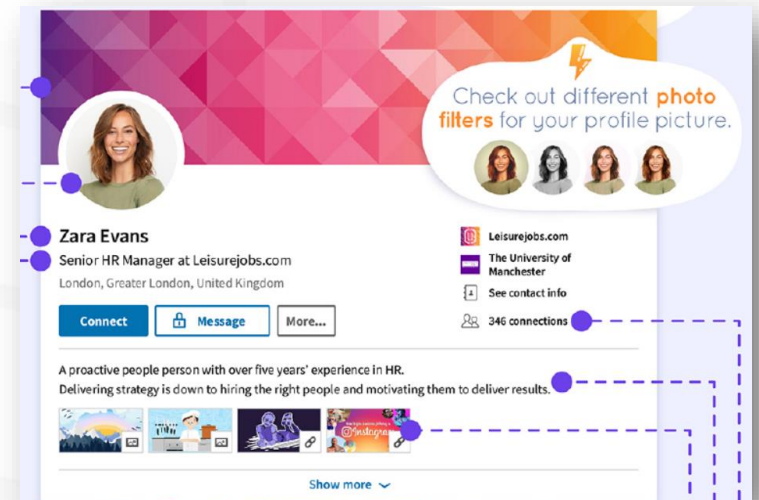 Check out different photo
filters for your profile picture.
Zara Evans
Senior HR Manager at Leisurejobs.com
London, Greater London, United Kingdom
Connect
Message
More...
Leisurejobs.com
The University of
Manchester
See contact info
346 connections
A proactive people person with over five years' experience in HR.
Delivering strategy is down to hiring the right people and motivating them to deliver results.
@Instagram
Show more